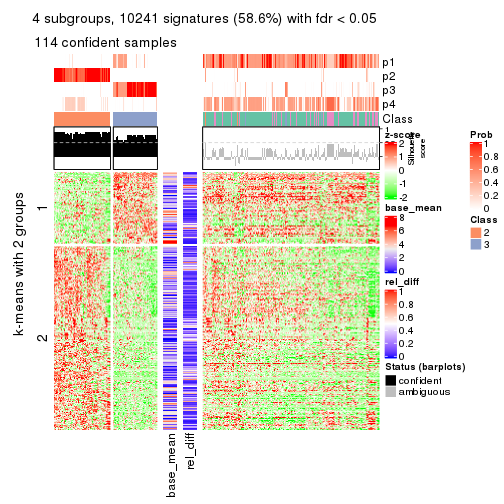 4 subgroups, 10241 signatures (58.6%) with fdr < 0.05
114 confident samples
p1
p2
p3
p4
Class
1
Silhouette
score
k-means with 2 groups
1
2
base_mean
rel_diff
z-score
2
1
0
-1
-2
base_mean
8
6
4
2
0
rel_diff
1
0.8
0.6
0.4
0.2
0
Status (barplots)
confident
ambiguous
Prob
1
0.8
0.6
0.4
0.2
0
Class
2
3